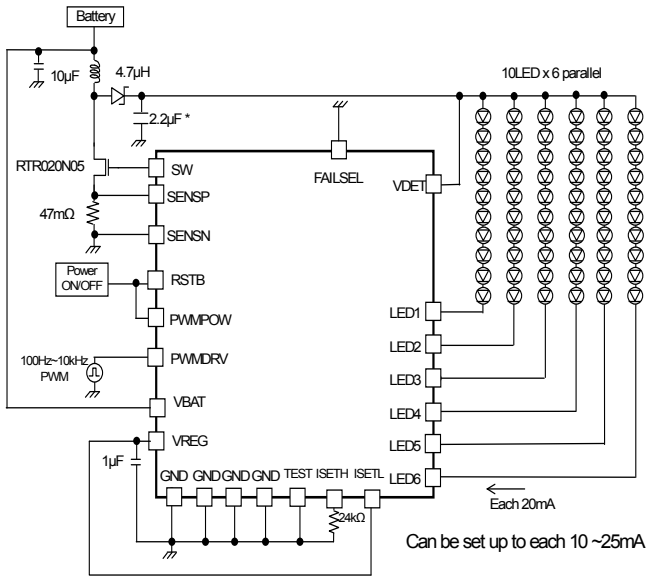 Battery
10μF
4.7μH
10LED x 6 parallel
2.2μF *
RTR020N05
SW
FAILSEL
VDET
SENSP
47mΩ
SENSN
Power
ON/OFF
RSTB
PWMPOW
LED1
LED2
100Hz~10kHz
PWM
PWMDRV
LED3
VBAT
LED4
VREG
LED5
1μF
GND GND GND GND TEST ISETH ISETL
LED6
24kΩ
Each 20mA
Can be set up to each 10 ~25mA